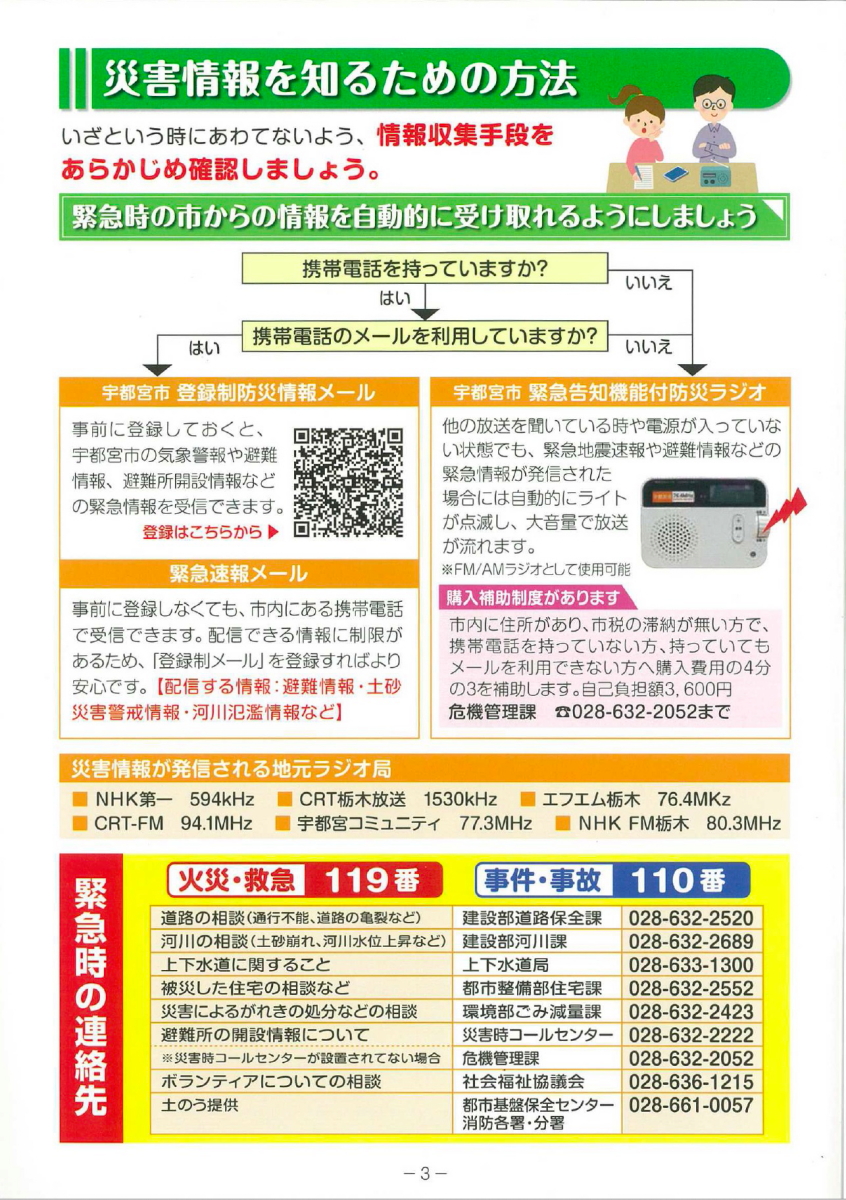 災害情報を知るための方法
いざという時にあわてないよう、情報収集手段を
あらかじめ確認しましょう。
緊急時の市からの情報を自動的に受け取れるようにしましょう
携帯電話を持っていますか?
はい
いいえ
携帯電話のメールを利用していますか?
はい
いいえ
宇都宮市 登録制防災情報メール
事前に登録しておくと、
宇都宮市の気象警報や避難
情報、避難所開設情報など
の緊急情報を受信できます。
登録はこちらから▶
緊急速報メール
事前に登録しなくても、市内にある携帯電話
で受信できます。配信できる情報に制限が
あるため、「登録制メール」を登録すればより
安心です。【配信する情報:避難情報・土砂
災害警戒情報・河川氾濫情報など】
宇都宮市 緊急告知機能付防災ラジオ
他の放送を聞いている時や電源が入っていな
い状態でも、緊急地震速報や避難情報などの
緊急情報が発信された
場合には自動的にライト
が点滅し、大音量で放送
が流れます。
※FM/AMラジオとして使用可能
76.4MHz
購入補助制度があります
市内に住所があり、市税の滞納が無い方で、
携帯電話を持っていない方、持っていても
メールを利用できない方へ購入費用の4分
の3を補助します。自己負担額3,600円
危機管理課 ☎028-632-2052まで
災害情報が発信される地元ラジオ局
■ NHK第一 594kHz ■ CRT栃木放送 1530kHz ■ エフエム栃木 76.4MKz
■ CRT-FM 94.1MHz ■ 宇都宮コミュニティ 77.3MHz ■ NHK FM栃木 80.3MHz
緊急時の連絡先
火災・救急 119番 事件・事故 110番
道路の相談(通行不能、道路の亀裂など) 建設部道路保全課 028-632-2520
河川の相談(土砂崩れ、河川水位上昇など) 建設部河川課 028-632-2689
上下水道に関すること 上下水道局 028-633-1300
被災した住宅の相談など 都市整備部住宅課 028-632-2552
災害によるがれきの処分などの相談 環境部ごみ減量課 028-632-2423
避難所の開設情報について 災害時コールセンター 028-632-2222
※災害時コールセンターが設置されてない場合 危機管理課 028-632-2052
ボランティアについての相談 社会福祉協議会 028-636-1215
土のう提供 都市基盤保全センター 028-661-0057
消防各署・分署
－3－